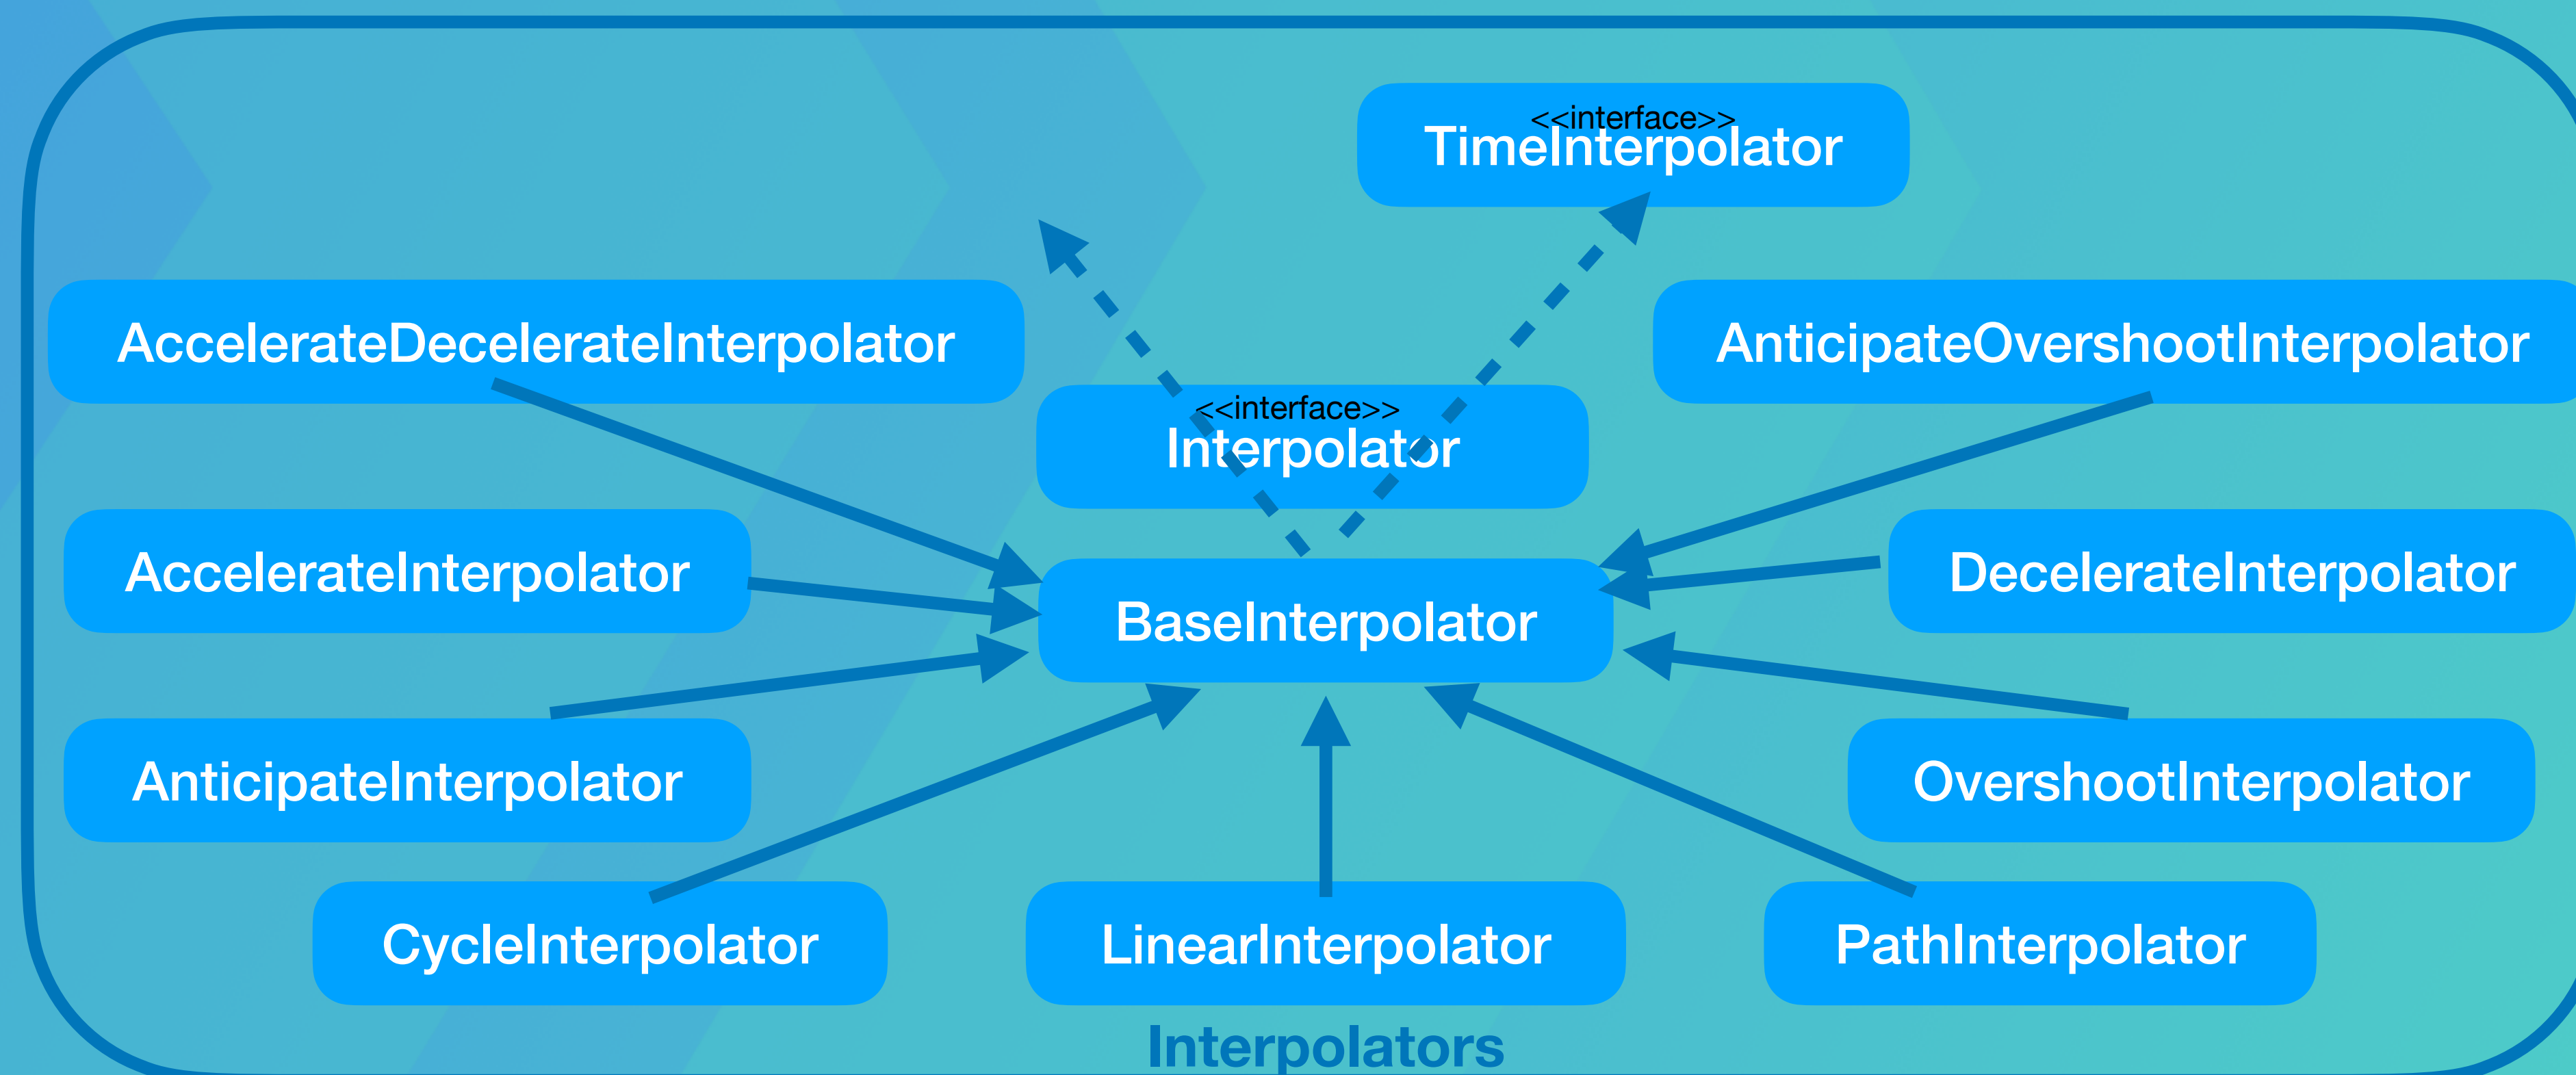 <<interface>>
TimeInterpolator
AccelerateDecelerateInterpolator
AnticipateOvershootInterpolator
<<interface>>
Interpolator
AccelerateInterpolator
DecelerateInterpolator
BaseInterpolator
AnticipateInterpolator
OvershootInterpolator
CycleInterpolator
LinearInterpolator
PathInterpolator
Interpolators